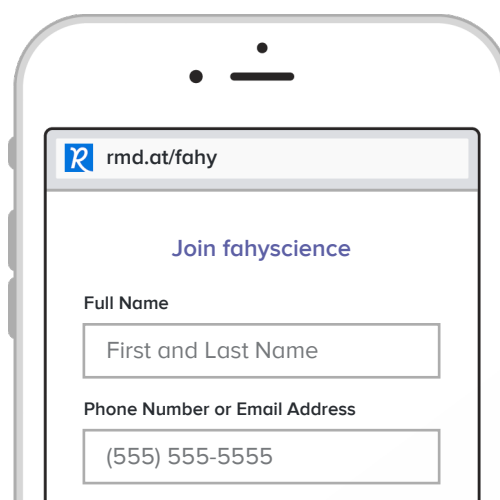 R rmd.at/fahy
Join fahyscience
Full Name
First and Last Name
Phone Number or Email Address
(555) 555-5555